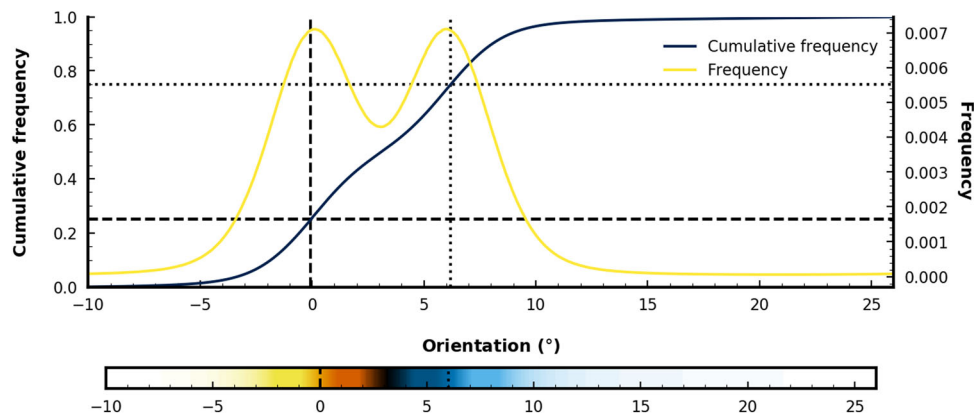 Cumulative frequency
1.0
0.8
0.6
0.4
0.2
0.0
Cumulative frequency
Frequency
0.007
0.006
0.005
0.004
0.003
0.002
0.001
0.000
Frequency
−10 −5 0 5 10 15 20 25
Orientation (°)
−10 −5 0 5 10 15 20 25